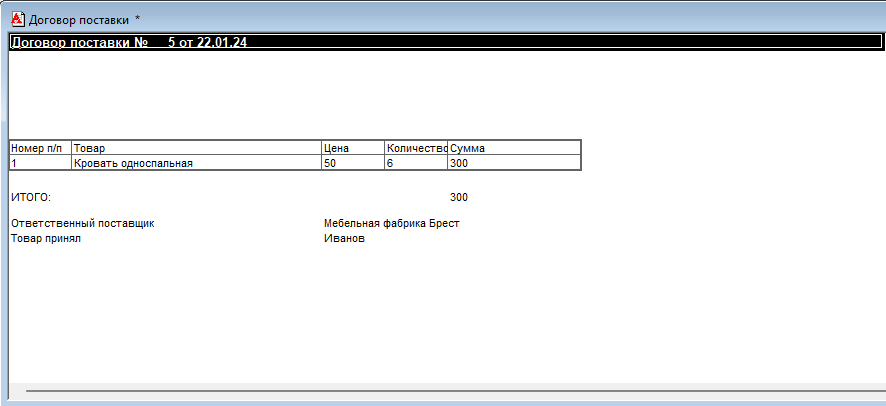 Договор поставки *
Договор поставки № 5 от 22.01.24
Номер п/п Товар Цена Количество Сумма
1 Кровать односпальная 50 6 300
ИТОГО: 300
Ответственный поставщик Мебельная фабрика Брест
Товар принял Иванов